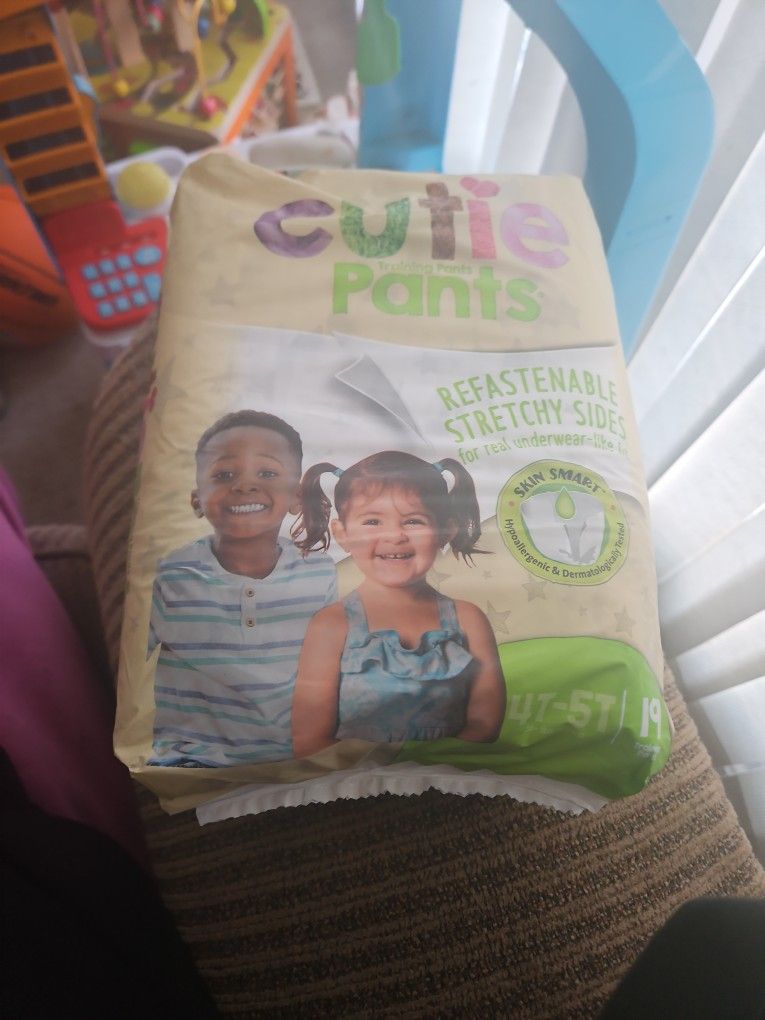 cutie
Training Pants
Pants
REFASTENABLE
STRETCHY SIDES
for real underwear-like
SKIN SMART
Hypoallergenic & Dermatologically Tested
4T-5T | 19